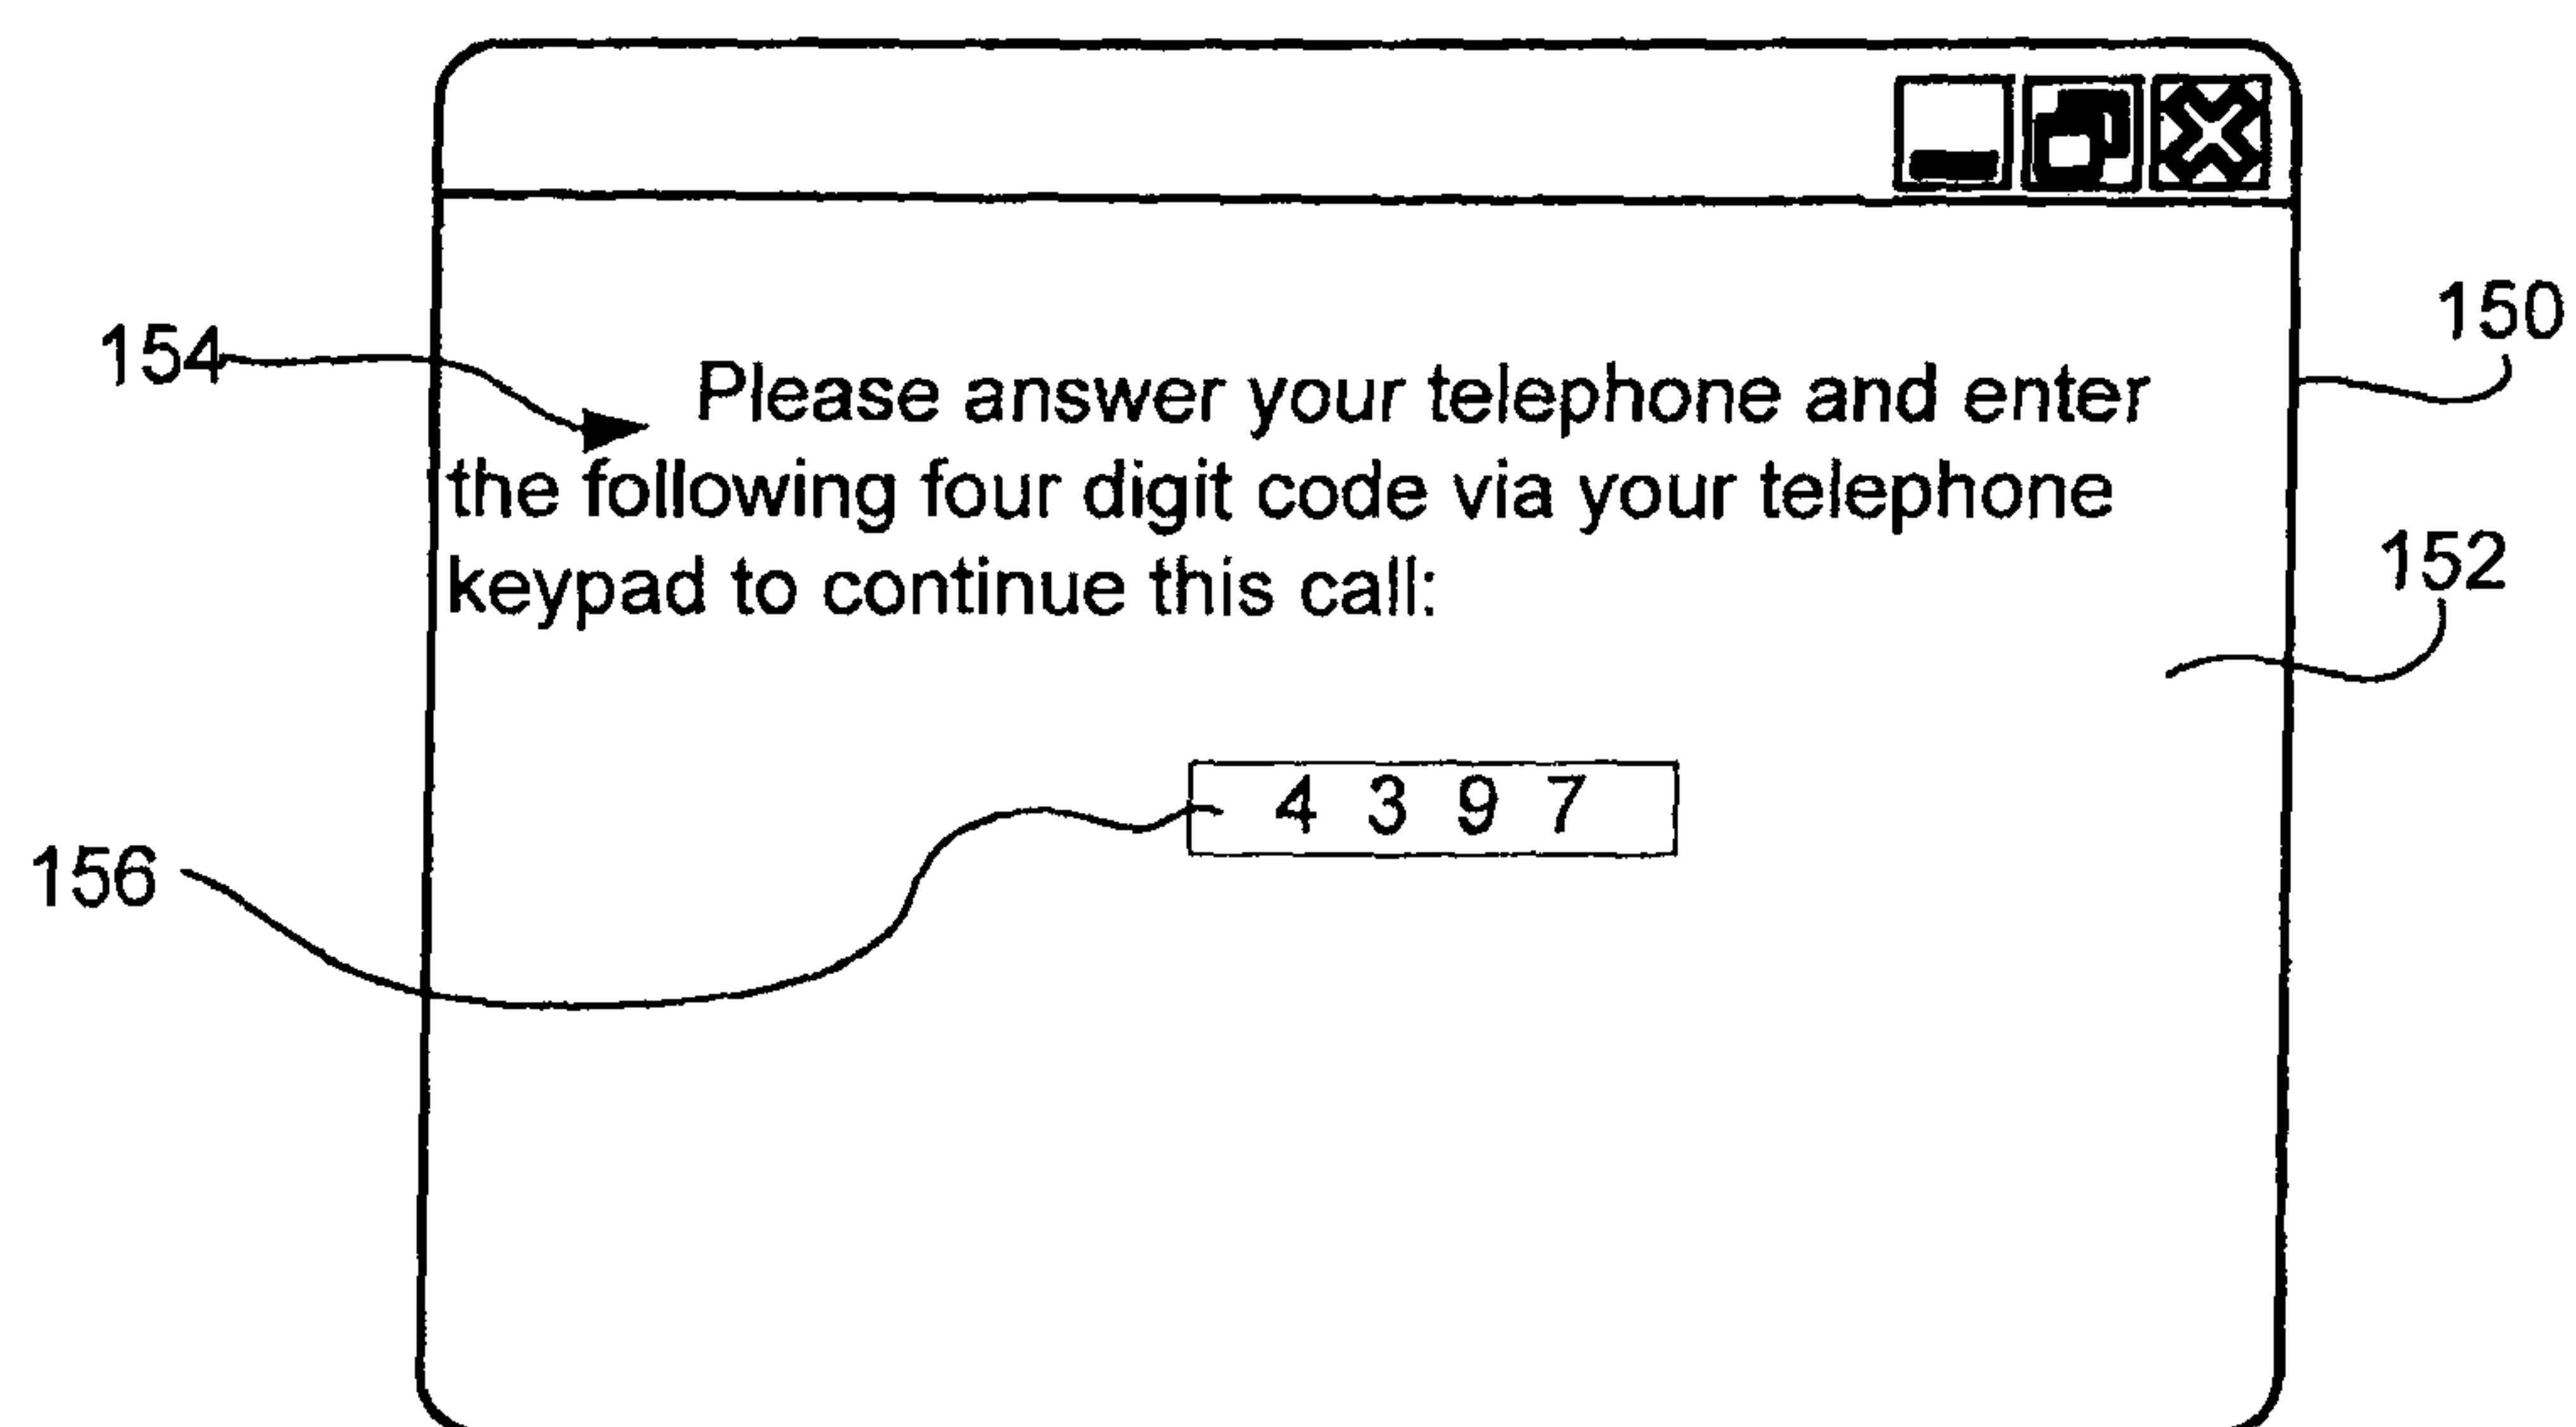 150
154
Please answer your telephone and enter
the following four digit code via your telephone
keypad to continue this call:
152
4 3 9 7
156